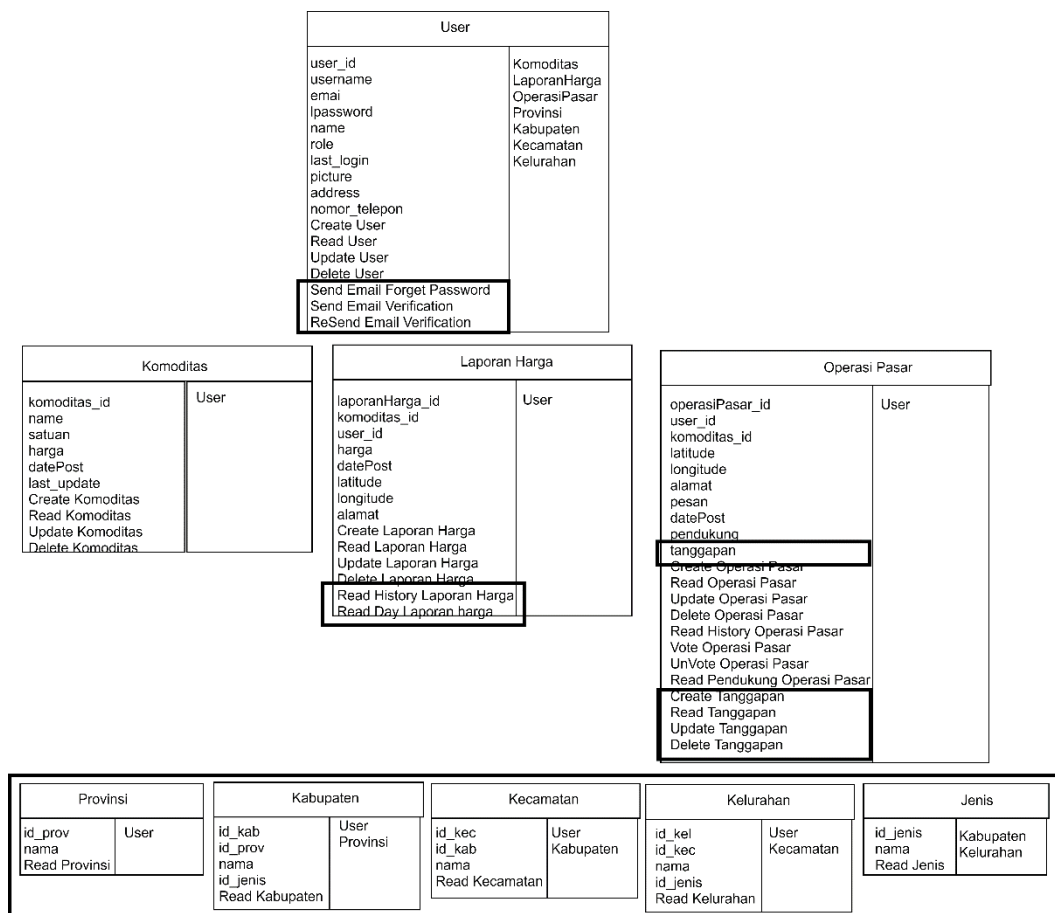 User
user_id
username
emai
lpassword
name
role
last_login
picture
address
nomor_telepon
Create User
Read User
Update User
Delete User
Send Email Forget Password
Send Email Verification
ReSend Email Verification
Komoditas
LaporanHarga
OperasiPasar
Provinsi
Kabupaten
Kecamatan
Kelurahan
Komoditas
komoditas_id
name
satuan
harga
datePost
last_update
Create Komoditas
Read Komoditas
Update Komoditas
Delete Komoditas
User
Laporan Harga
laporanHarga_id
komoditas_id
user_id
harga
datePost
latitude
longitude
alamat
Create Laporan Harga
Read Laporan Harga
Update Laporan Harga
Delete Laporan Harga
Read History Laporan Harga
Read Day Laporan harga
User
Operasi Pasar
operasiPasar_id
user_id
komoditas_id
latitude
longitude
alamat
pesan
datePost
pendukung
tanggapan
Create Operasi Pasar
Read Operasi Pasar
Update Operasi Pasar
Delete Operasi Pasar
Read History Operasi Pasar
Vote Operasi Pasar
UnVote Operasi Pasar
Read Pendukung Operasi Pasar
Create Tanggapan
Read Tanggapan
Update Tanggapan
Delete Tanggapan
User
Provinsi
id_prov
nama
Read Provinsi
User
Kabupaten
id_kab
id_prov
nama
id_jenis
Read Kabupaten
User
Provinsi
Kecamatan
id_kec
id_kab
nama
Read Kecamatan
User
Kabupaten
Kelurahan
id_kel
id_kec
nama
id_jenis
Read Kelurahan
User
Kecamatan
Jenis
id_jenis
nama
Read Jenis
Kabupaten
Kelurahan